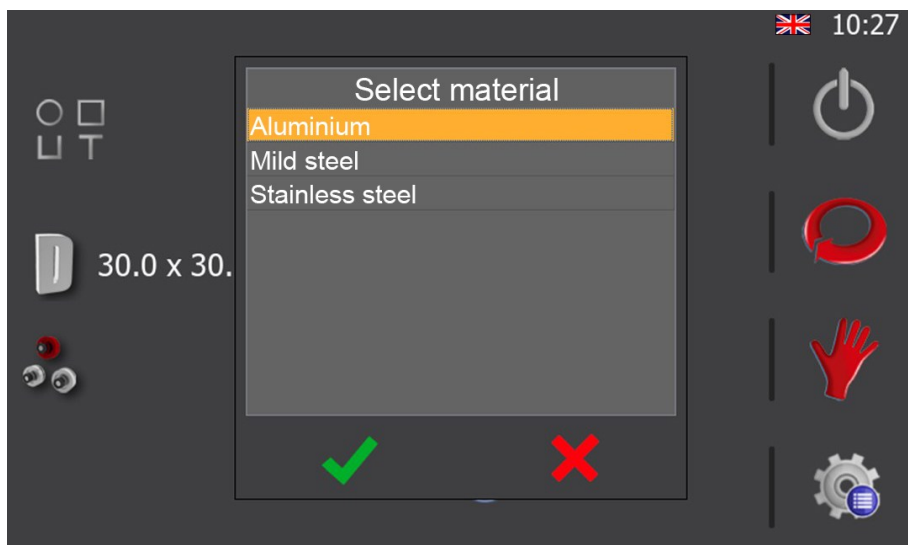 10:27
Select material
Aluminium
Mild steel
Stainless steel
30.0 x 30.